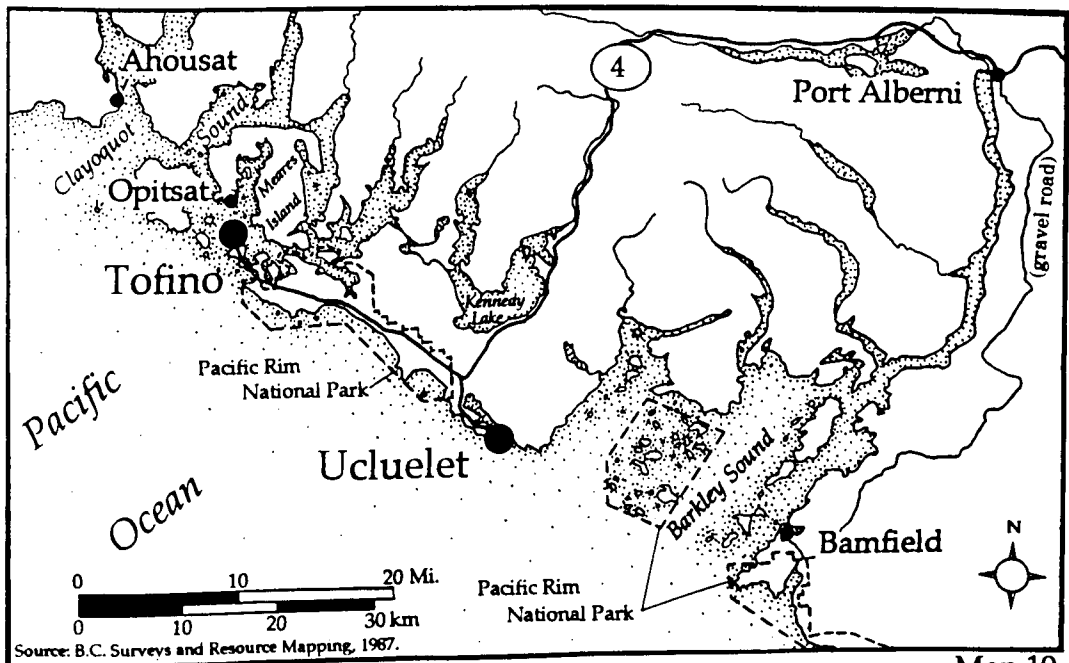 Ahousat
4
Port Alberni
Clayoquot
Sound
Opitsat
Meares
Island
Tofino
(gravel road)
Kennedy
Lake
Pacific Rim
National Park
Pacific
Ocean
Ucluelet
Barkley Sound
Bamfield
N
Pacific Rim
National Park
0 10 20 Mi.
0 10 20 30 km
Source: B.C. Surveys and Resource Mapping, 1987.